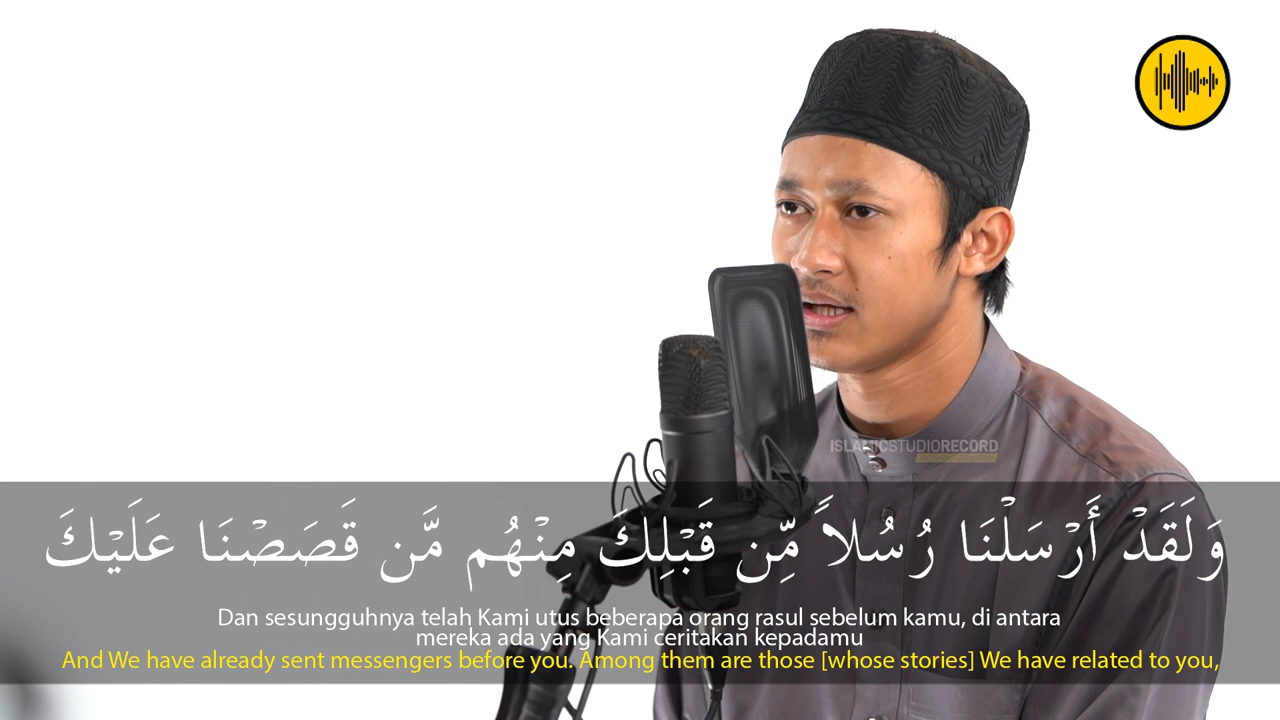 ISLAMICSTUDIORECORD
وَلَقَدْ أَرْسَلْنَا رُسُلاً مِّن قَبْلِكَ مِنْهُم مَّن قَصَصْنَا عَلَيْكَ
Dan sesungguhnya telah Kami utus beberapa orang rasul sebelum kamu, di antara
mereka ada yang Kami ceritakan kepadamu
And We have already sent messengers before you. Among them are those [whose stories] We have related to you,